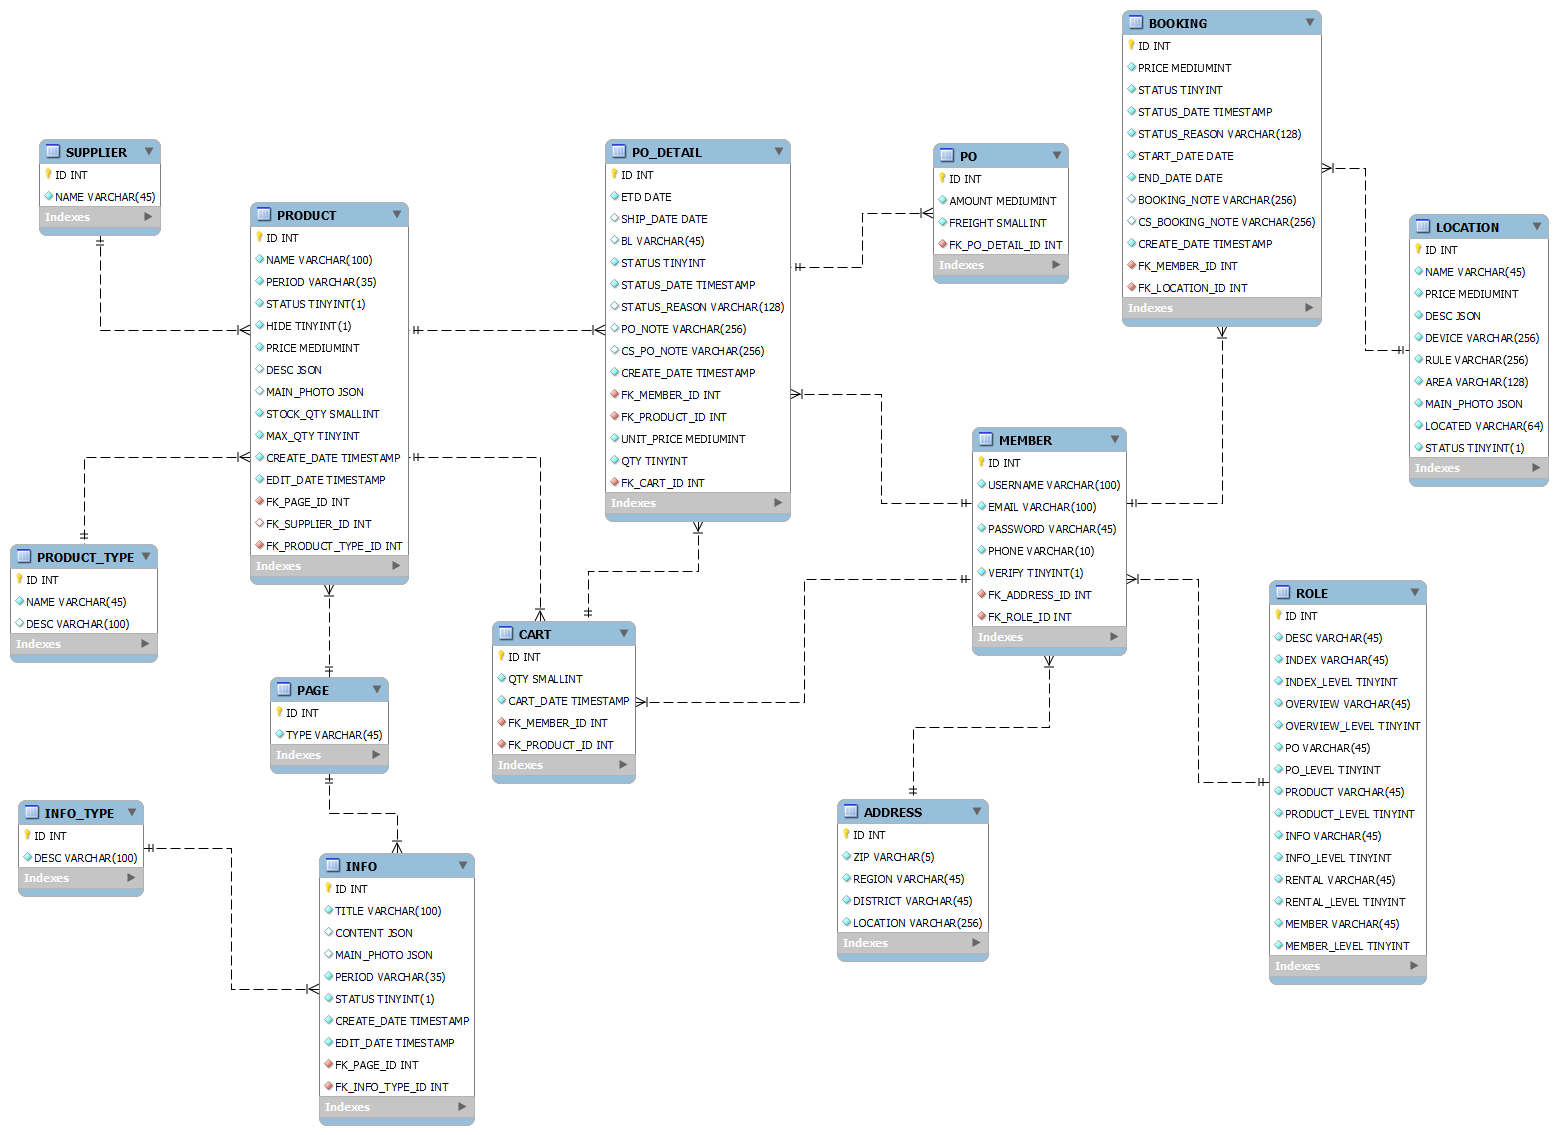 SUPPLIER
ID INT
NAME VARCHAR(45)
Indexes
PRODUCT
ID INT
NAME VARCHAR(100)
PERIOD VARCHAR(35)
STATUS TINYINT(1)
HIDE TINYINT(1)
PRICE MEDIUMINT
DESC JSON
MAIN_PHOTO JSON
STOCK_QTY SMALLINT
MAX_QTY TINYINT
CREATE_DATE TIMESTAMP
EDIT_DATE TIMESTAMP
FK_PAGE_ID INT
FK_SUPPLIER_ID INT
FK_PRODUCT_TYPE_ID INT
Indexes
PRODUCT_TYPE
ID INT
NAME VARCHAR(45)
DESC VARCHAR(100)
Indexes
PAGE
ID INT
TYPE VARCHAR(45)
Indexes
INFO_TYPE
ID INT
DESC VARCHAR(100)
Indexes
INFO
ID INT
TITLE VARCHAR(100)
CONTENT JSON
MAIN_PHOTO JSON
PERIOD VARCHAR(35)
STATUS TINYINT(1)
CREATE_DATE TIMESTAMP
EDIT_DATE TIMESTAMP
FK_PAGE_ID INT
FK_INFO_TYPE_ID INT
Indexes
PO_DETAIL
ID INT
ETD DATE
SHIP_DATE DATE
BL VARCHAR(45)
STATUS TINYINT
STATUS_DATE TIMESTAMP
STATUS_REASON VARCHAR(128)
PO_NOTE VARCHAR(256)
CS_PO_NOTE VARCHAR(256)
CREATE_DATE TIMESTAMP
FK_MEMBER_ID INT
FK_PRODUCT_ID INT
UNIT_PRICE MEDIUMINT
QTY TINYINT
FK_CART_ID INT
Indexes
CART
ID INT
QTY SMALLINT
CART_DATE TIMESTAMP
FK_MEMBER_ID INT
FK_PRODUCT_ID INT
Indexes
PO
ID INT
AMOUNT MEDIUMINT
FREIGHT SMALLINT
FK_PO_DETAIL_ID INT
Indexes
MEMBER
ID INT
USERNAME VARCHAR(100)
EMAIL VARCHAR(100)
PASSWORD VARCHAR(45)
PHONE VARCHAR(10)
VERIFY TINYINT(1)
FK_ADDRESS_ID INT
FK_ROLE_ID INT
Indexes
ADDRESS
ID INT
ZIP VARCHAR(5)
REGION VARCHAR(45)
DISTRICT VARCHAR(45)
LOCATION VARCHAR(256)
Indexes
BOOKING
ID INT
PRICE MEDIUMINT
STATUS TINYINT
STATUS_DATE TIMESTAMP
STATUS_REASON VARCHAR(128)
START_DATE DATE
END_DATE DATE
BOOKING_NOTE VARCHAR(256)
CS_BOOKING_NOTE VARCHAR(256)
CREATE_DATE TIMESTAMP
FK_MEMBER_ID INT
FK_LOCATION_ID INT
Indexes
LOCATION
ID INT
NAME VARCHAR(45)
PRICE MEDIUMINT
DESC JSON
DEVICE VARCHAR(256)
RULE VARCHAR(256)
AREA VARCHAR(128)
MAIN_PHOTO JSON
LOCATED VARCHAR(64)
STATUS TINYINT(1)
Indexes
ROLE
ID INT
DESC VARCHAR(45)
INDEX VARCHAR(45)
INDEX_LEVEL TINYINT
OVERVIEW VARCHAR(45)
OVERVIEW_LEVEL TINYINT
PO VARCHAR(45)
PO_LEVEL TINYINT
PRODUCT VARCHAR(45)
PRODUCT_LEVEL TINYINT
INFO VARCHAR(45)
INFO_LEVEL TINYINT
RENTAL VARCHAR(45)
RENTAL_LEVEL TINYINT
MEMBER VARCHAR(45)
MEMBER_LEVEL TINYINT
Indexes